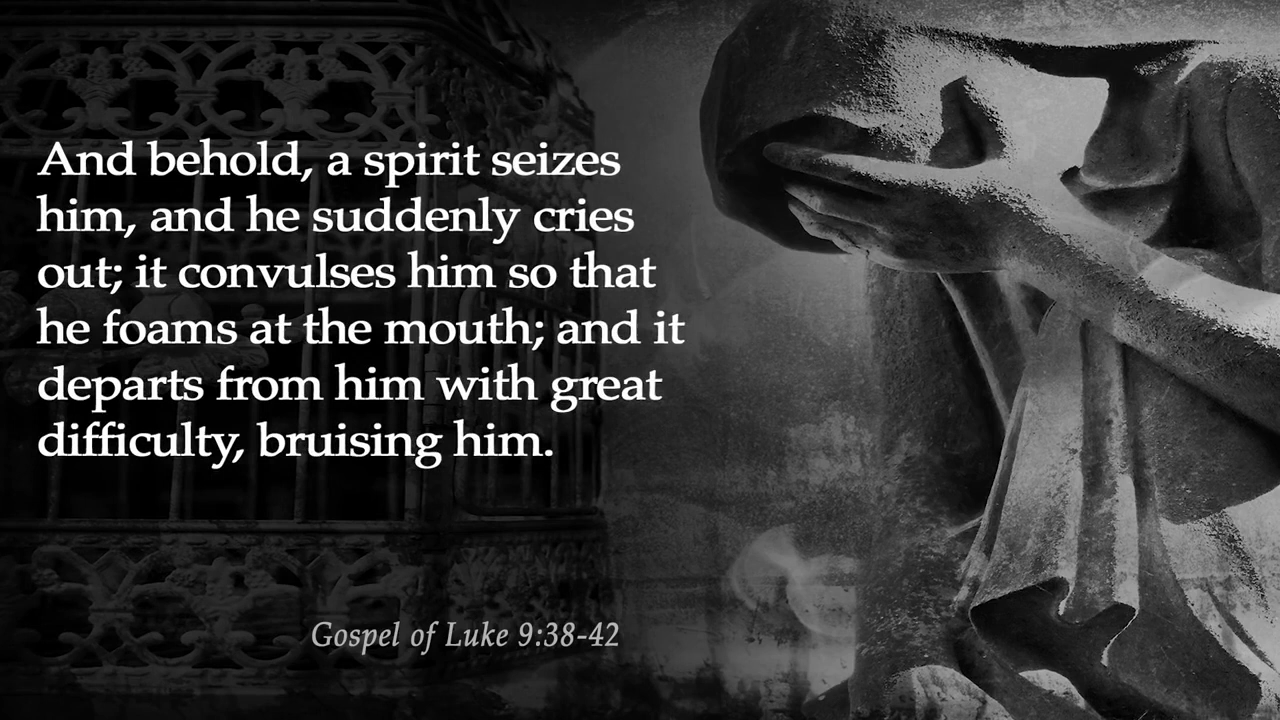 And behold, a spirit seizes
him, and he suddenly cries
out; it convulses him so that
he foams at the mouth; and it
departs from him with great
difficulty, bruising him.
Gospel of Luke 9:38-42